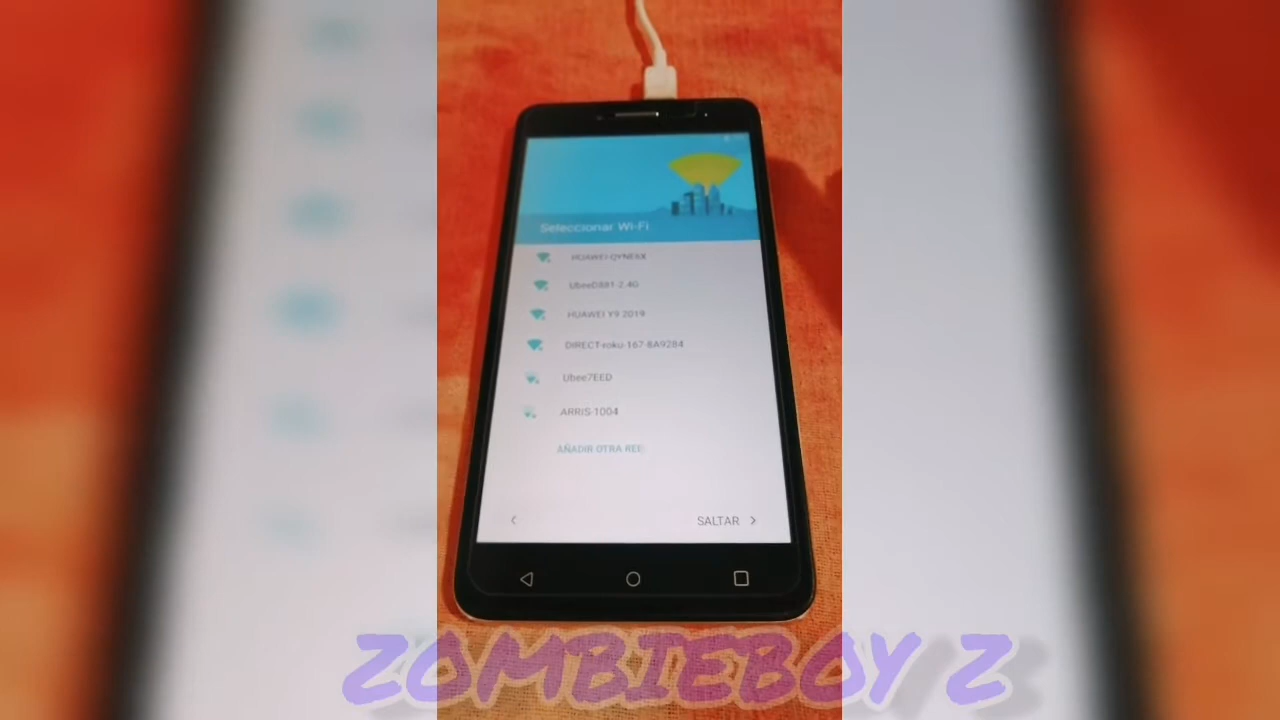 Seleccionar Wi-Fi
HUAWEI-QYNE6X
UbeeD881-2.4G
HUAWEI Y9 2019
DIRECT-roku-167-8A9284
Ubee7EED
ARRIS-1004
AÑADIR OTRA RED
SALTAR
ZOMBIEBOY Z